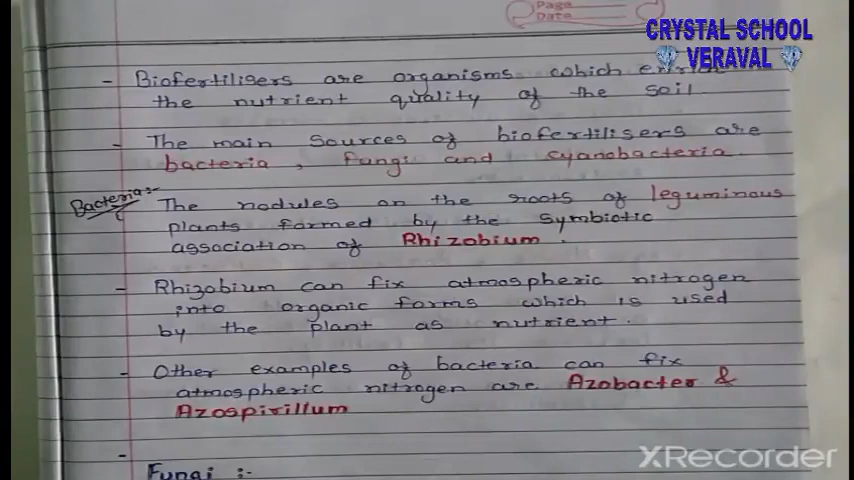 Page
Date
CRYSTAL SCHOOL
VERAVAL
- Biofertilisers are organisms which enrich
the nutrient quality of the soil
- The main sources of biofertilisers are
bacteria, fungi and cyanobacteria.
Bacteria:- The nodules on the roots of leguminous
plants formed by the symbiotic
association of Rhizobium.
- Rhizobium can fix atmospheric nitrogen
into organic forms which is used
by the plant as nutrient.
- Other examples of bacteria can fix
atmospheric nitrogen are Azobacter &
Azospirillum
-
Fungi :-
XRecorder